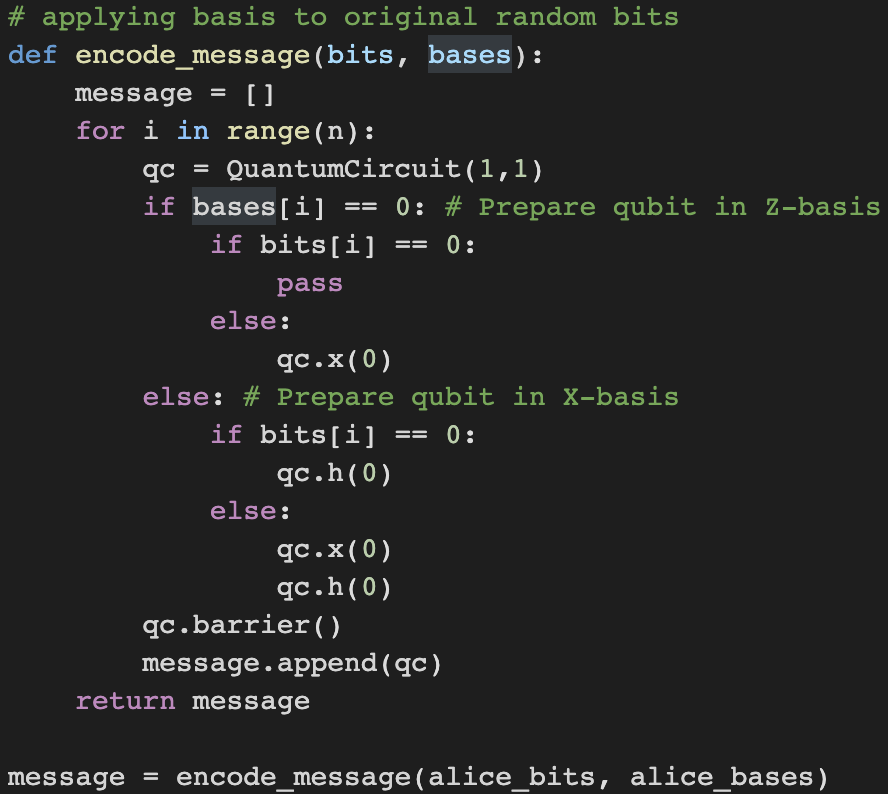 # applying basis to original random bits
def encode_message(bits, bases):
    message = []
    for i in range(n):
        qc = QuantumCircuit(1,1)
        if bases[i] == 0: # Prepare qubit in Z-basis
            if bits[i] == 0:
                pass
            else:
                qc.x(0)
        else: # Prepare qubit in X-basis
            if bits[i] == 0:
                qc.h(0)
            else:
                qc.x(0)
                qc.h(0)
        qc.barrier()
        message.append(qc)
    return message

message = encode_message(alice_bits, alice_bases)